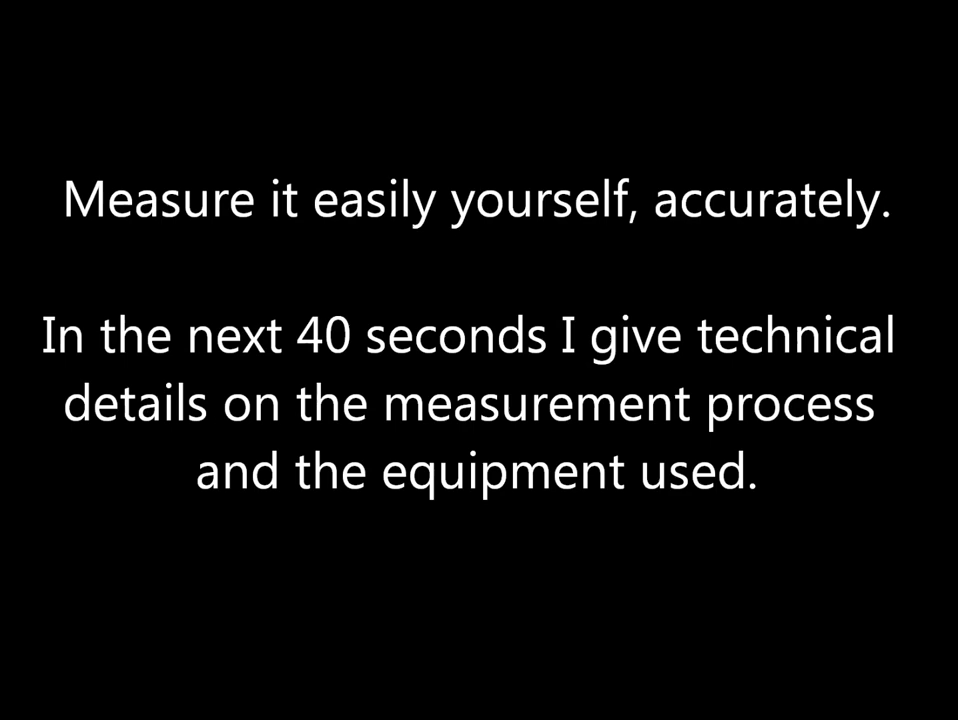 Measure it easily yourself, accurately.
In the next 40 seconds I give technical
details on the measurement process
and the equipment used.